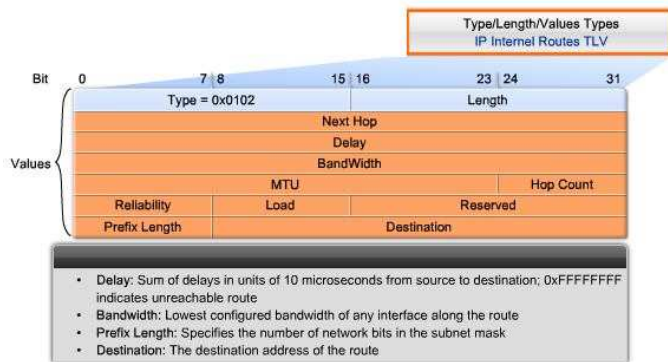 Type/Length/Values Types
IP Internal Routes TLV
Bit 0 7 8 15 16 23 24 31
Type = 0x0102 Length
Next Hop
Delay
BandWidth
Values
MTU Hop Count
Reliability Load Reserved
Prefix Length Destination
• Delay: Sum of delays in units of 10 microseconds from source to destination; 0xFFFFFFFF
indicates unreachable route
• Bandwidth: Lowest configured bandwidth of any interface along the route
• Prefix Length: Specifies the number of network bits in the subnet mask
• Destination: The destination address of the route